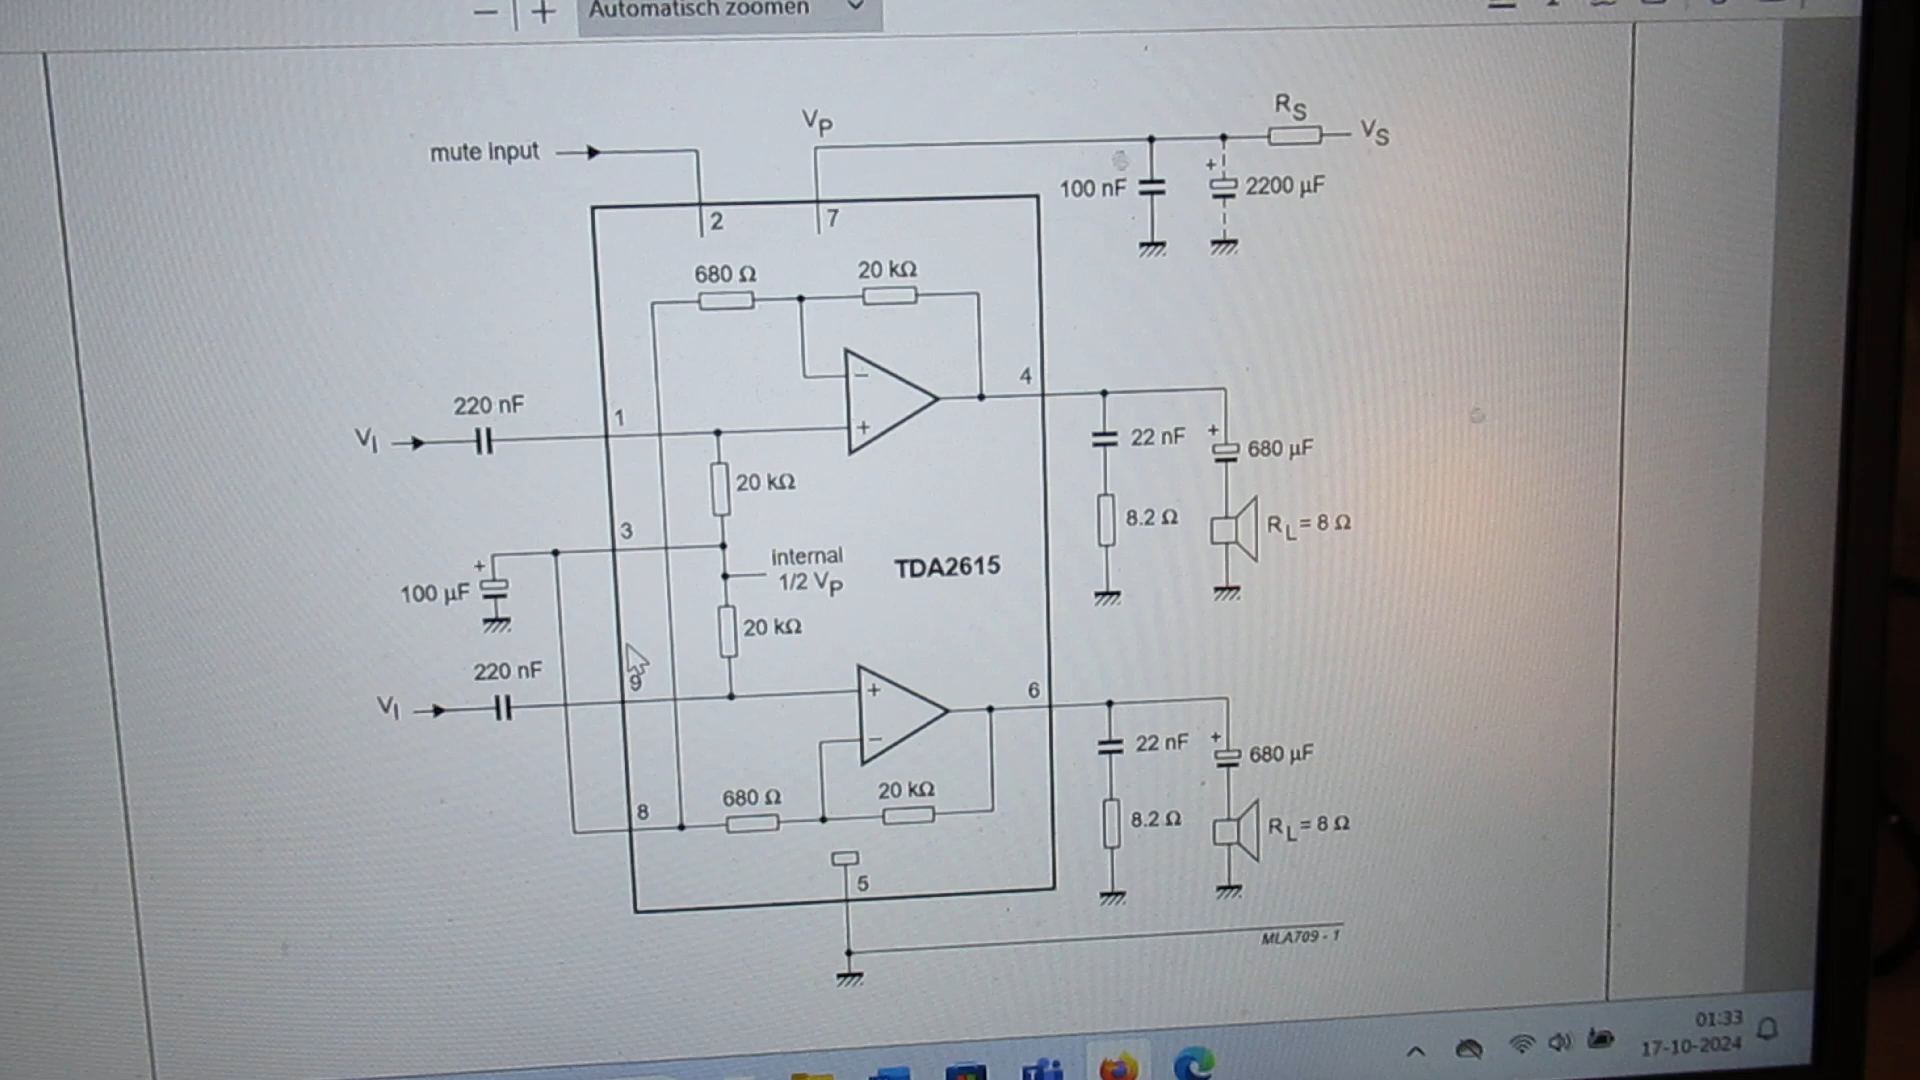 Automatisch zoomen
VP
RS
VS
mute input
100 nF
+
2200 µF
2
7
680 Ω
20 kΩ
−
4
220 nF
1
+
22 nF
+
680 µF
VI
20 kΩ
8.2 Ω
RL = 8 Ω
3
internal
1/2 VP
TDA2615
+
100 µF
20 kΩ
220 nF
9
+
6
VI
−
22 nF
+
680 µF
8
680 Ω
20 kΩ
8.2 Ω
RL = 8 Ω
5
MLA709 - 1
01:33
17-10-2024